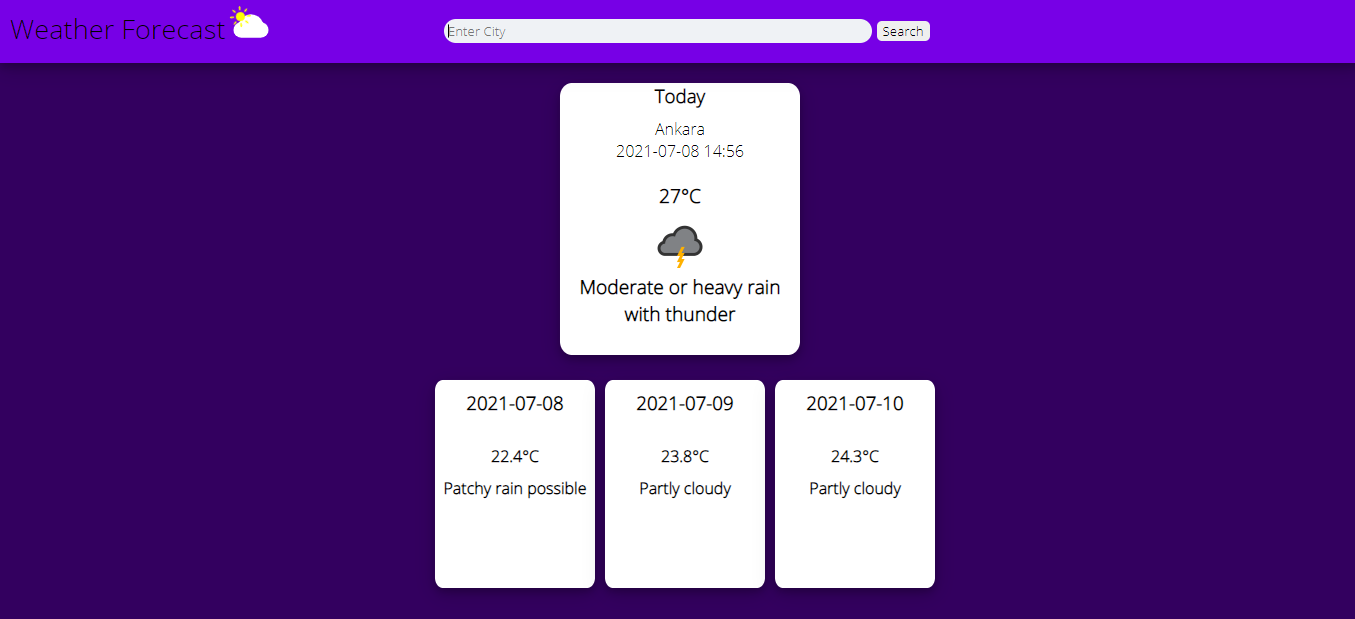 Weather Forecast
Enter City
Search
Today
Ankara
2021-07-08 14:56
27°C
Moderate or heavy rain
with thunder
2021-07-08
22.4°C
Patchy rain possible
2021-07-09
23.8°C
Partly cloudy
2021-07-10
24.3°C
Partly cloudy